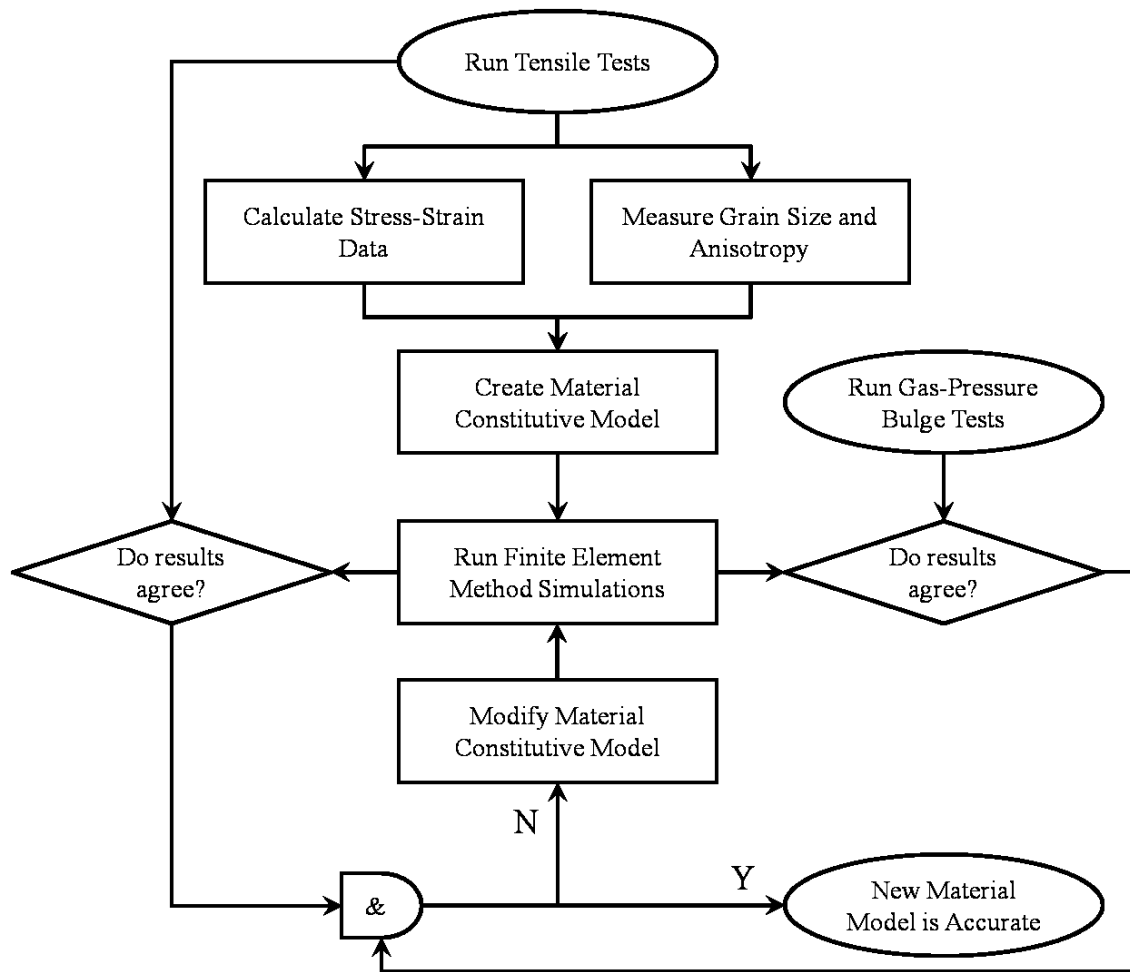 Run Tensile Tests
Calculate Stress-Strain
Data
Measure Grain Size and
Anisotropy
Create Material
Constitutive Model
Run Gas-Pressure
Bulge Tests
Do results
agree?
Run Finite Element
Method Simulations
Do results
agree?
Modify Material
Constitutive Model
N
&
Y
New Material
Model is Accurate